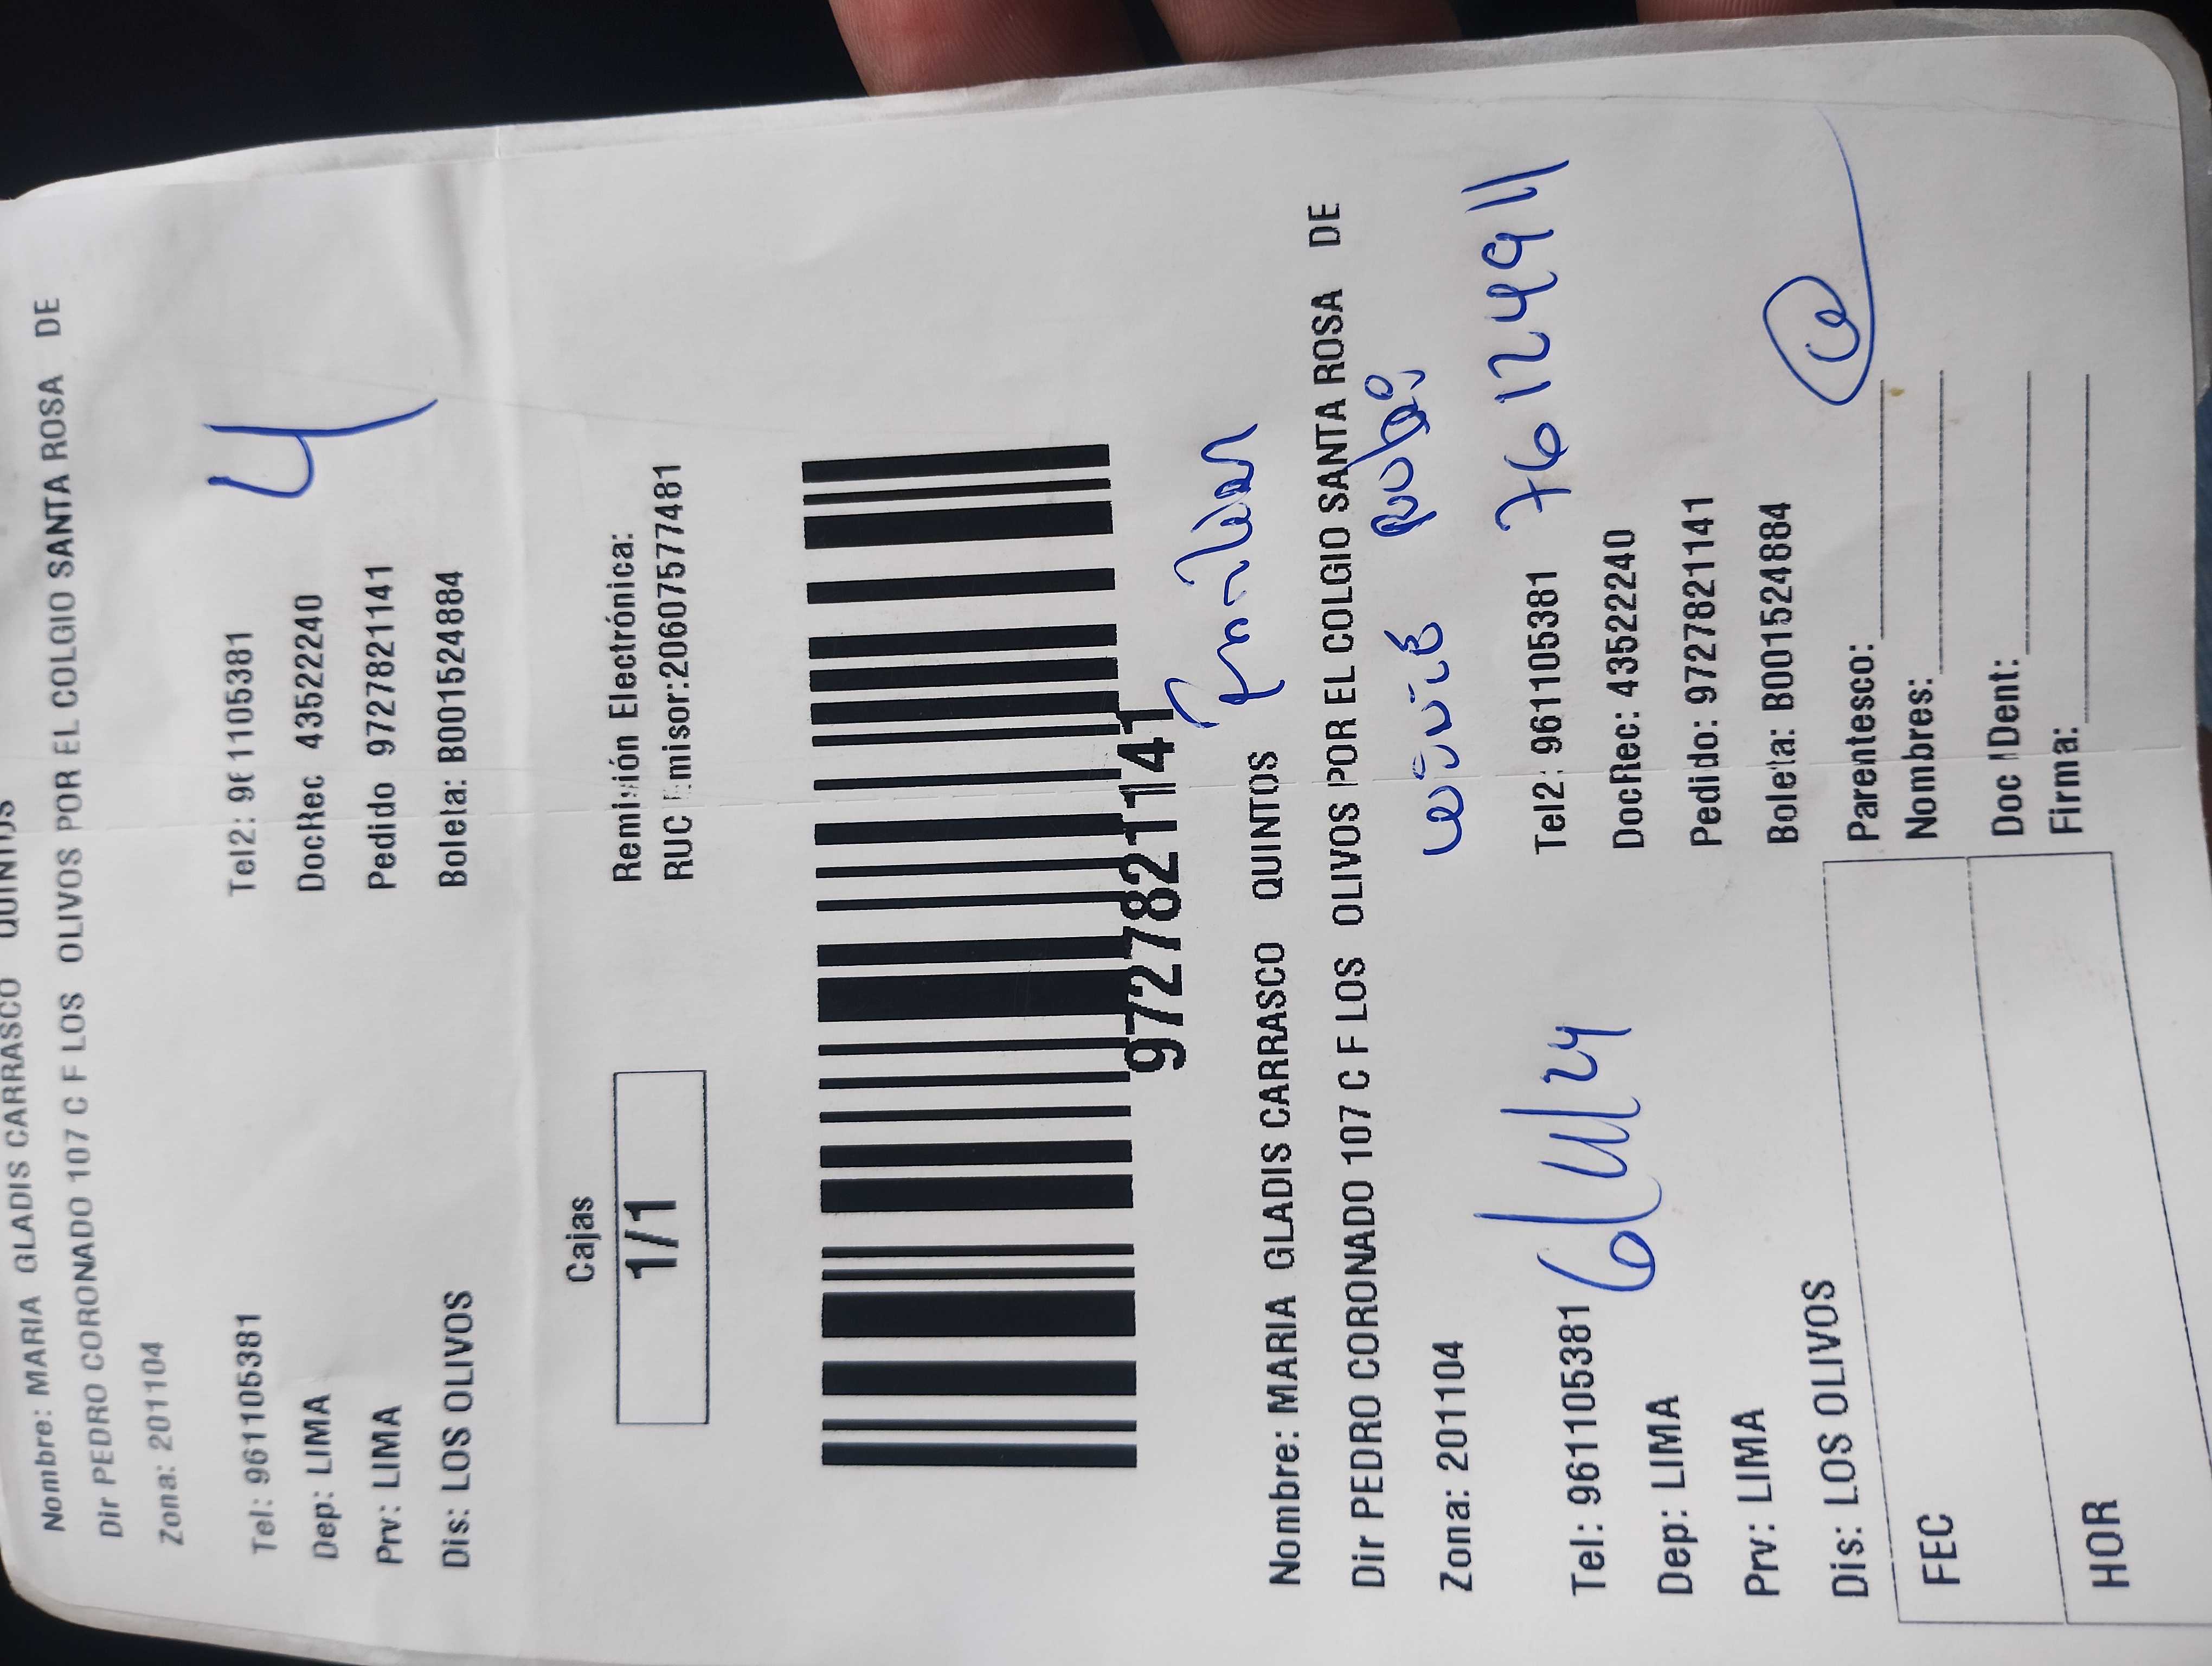 Nombre: MARIA GLADIS CARRASCO QUINTOS
Dir PEDRO CORONADO 107 C F LOS OLIVOS POR EL COLGIO SANTA ROSA DE
Zona: 201104
4
Tel: 961105381 Tel2: 961105381
Dep: LIMA DocRec 43522240
Prv: LIMA Pedido 9727821141
Dis: LOS OLIVOS Boleta: B001524884
Cajas Remisión Electrónica:
1/1 RUC Emisor:20607577481
9727821141
Nombre: MARIA GLADIS CARRASCO QUINTOS
Dir PEDRO CORONADO 107 C F LOS OLIVOS POR EL COLGIO SANTA ROSA DE
Zona: 201104
76124911
Tel: 961105381 Tel2: 961105381
Dep: LIMA DocRec: 43522240
Prv: LIMA Pedido: 9727821141
Dis: LOS OLIVOS Boleta: B001524884
FEC Parentesco:
Nombres:
HOR Doc IDent:
Firma: